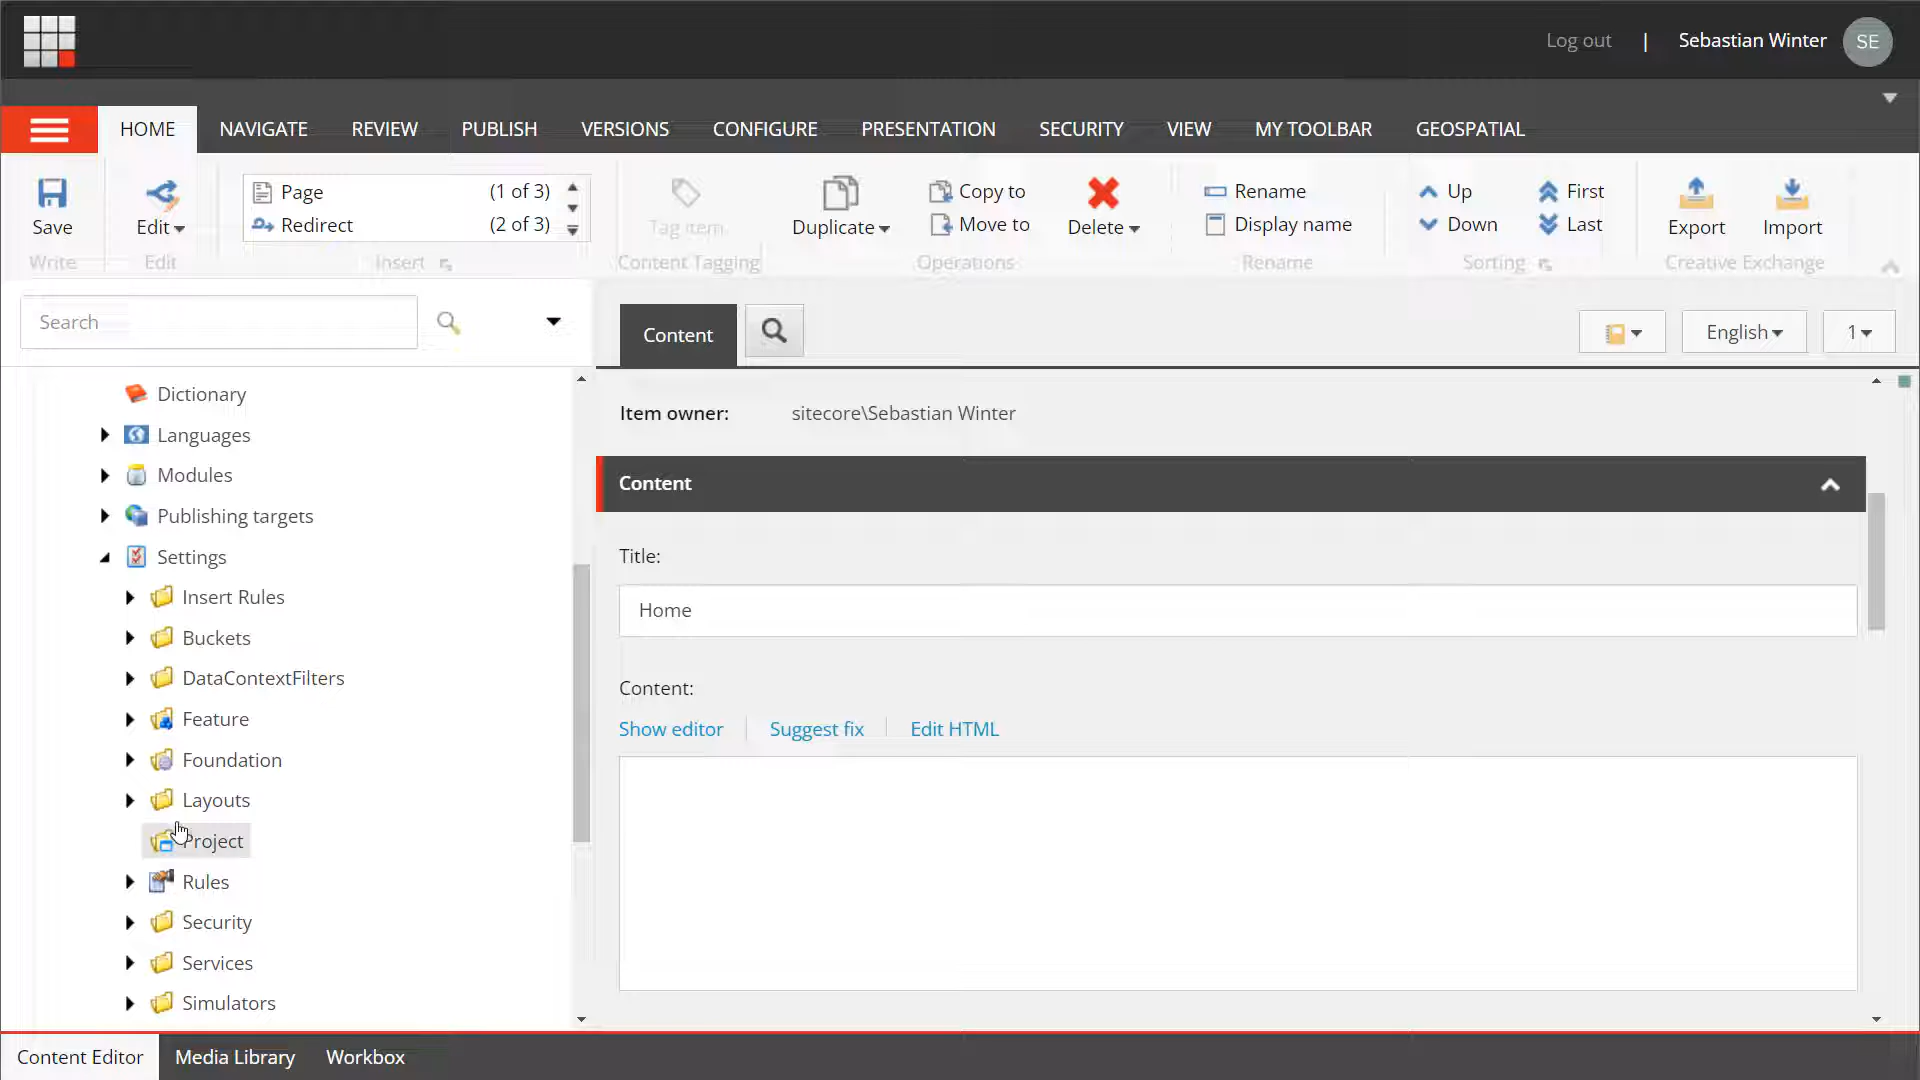 Log out | Sebastian Winter SE
HOME NAVIGATE REVIEW PUBLISH VERSIONS CONFIGURE PRESENTATION SECURITY VIEW MY TOOLBAR GEOSPATIAL
Page (1 of 3)
Redirect (2 of 3)
Save
Edit
Tag item
Duplicate
Copy to
Move to
Delete
Rename
Display name
Up
Down
First
Last
Export
Import
Write
Edit
Insert
Content Tagging
Operations
Rename
Sorting
Creative Exchange
Search
Dictionary
Languages
Modules
Publishing targets
Settings
Insert Rules
Buckets
DataContextFilters
Feature
Foundation
Layouts
Project
Rules
Security
Services
Simulators
Content
English
1
Item owner: sitecore\Sebastian Winter
Content
Title:
Home
Content:
Show editor | Suggest fix | Edit HTML
Content Editor Media Library Workbox